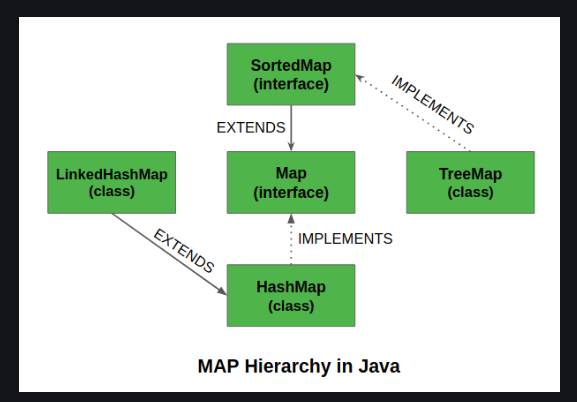 SortedMap
(interface)
IMPLEMENTS
EXTENDS
LinkedHashMap
(class)
Map
(interface)
TreeMap
(class)
EXTENDS
IMPLEMENTS
HashMap
(class)
MAP Hierarchy in Java